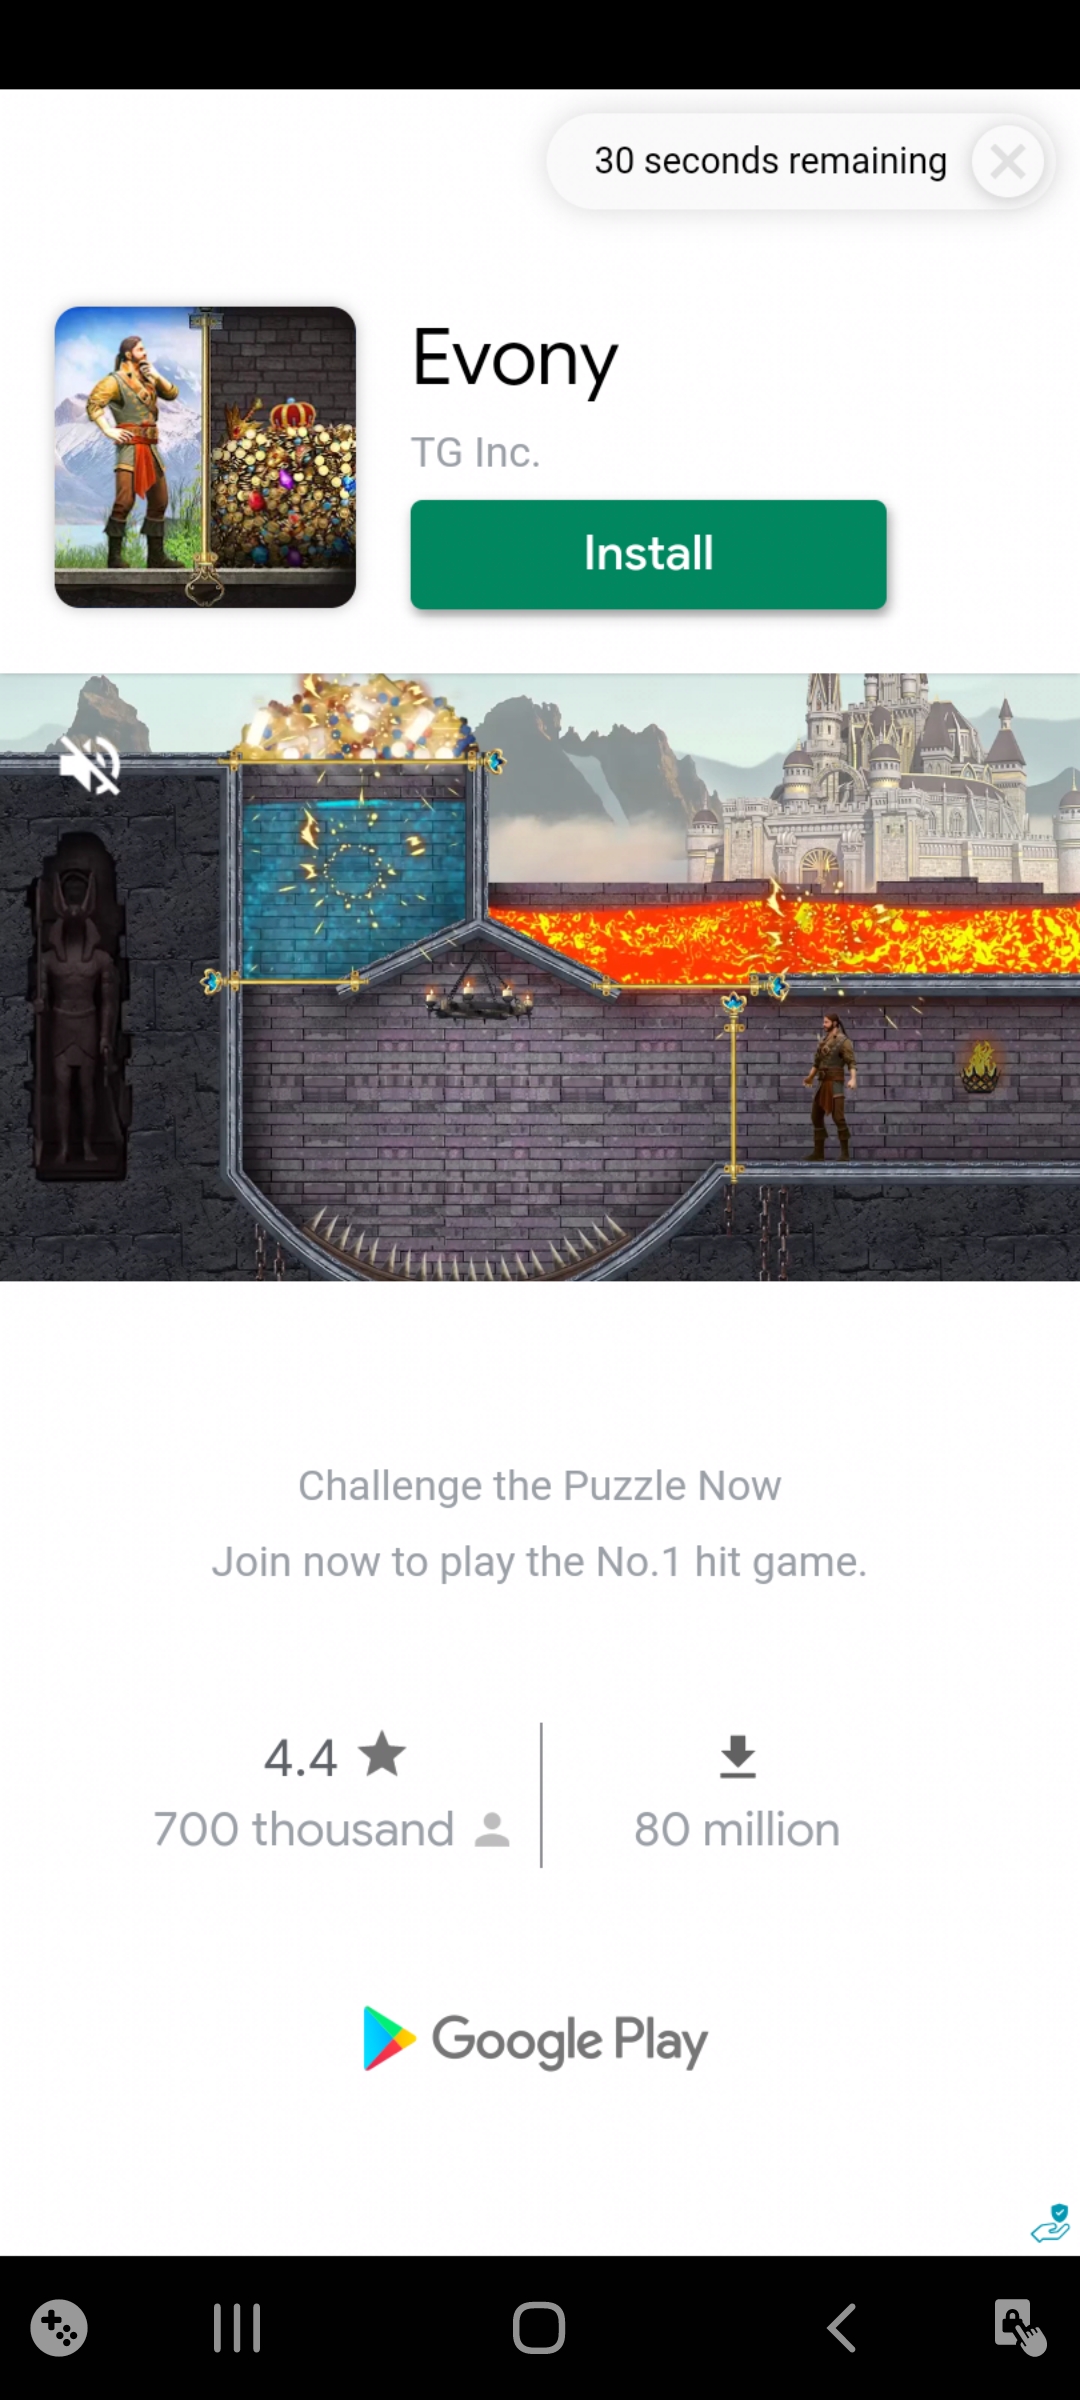 30 seconds remaining
Evony
TG Inc.
Install
Challenge the Puzzle Now
Join now to play the No.1 hit game.
4.4
700 thousand
80 million
Google Play